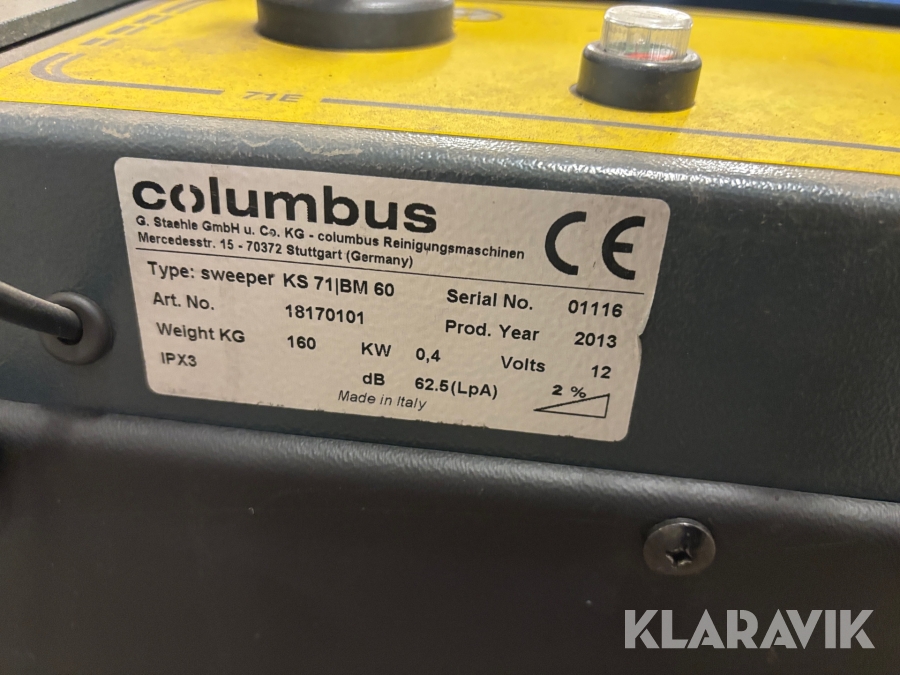 71E
columbus
G. Staehle GmbH u. Co. KG - columbus Reinigungsmaschinen
Mercedesstr. 15 - 70372 Stuttgart (Germany)
CE
Type: sweeper KS 71|BM 60
Serial No. 01116
Art. No. 18170101
Prod. Year 2013
Weight KG 160 KW 0,4 Volts 12
IPX3 dB 62.5(LpA) 2 %
Made in Italy
KLARAVIK